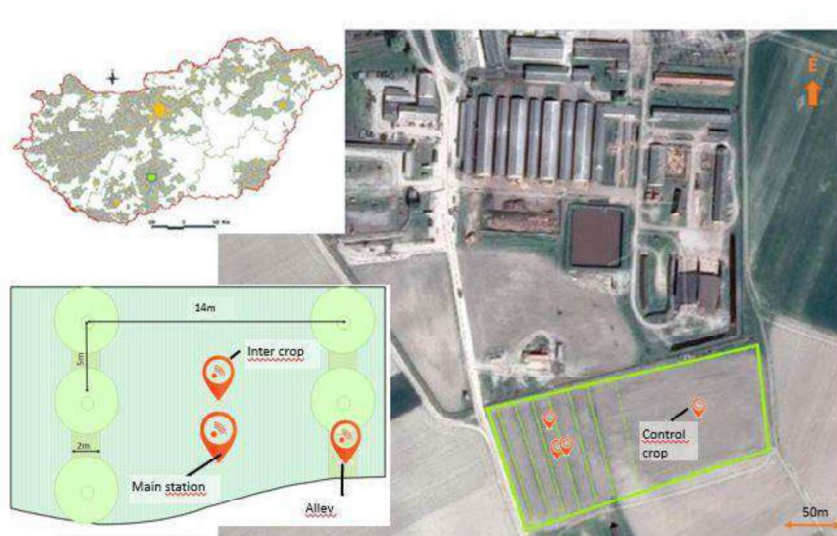 É
14m
5m
Inter crop
2m
Main station
Alley
Control
crop
50m